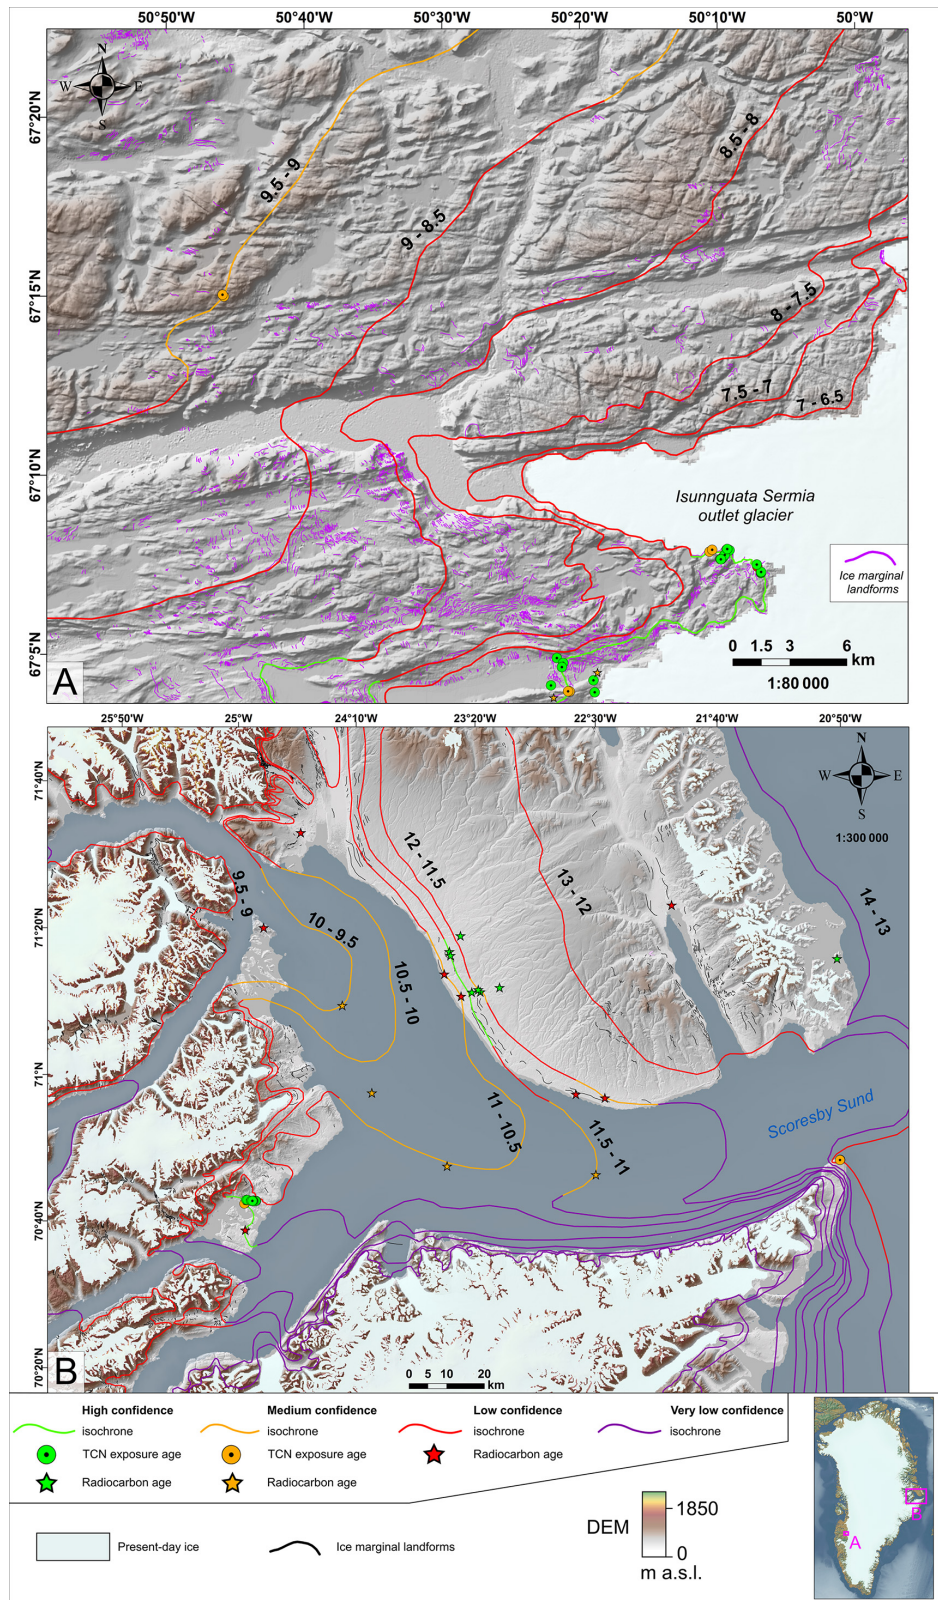 50°50'W 50°40'W 50°30'W 50°20'W 50°10'W 50°W
N
W E
S
67°20'N
67°15'N
67°10'N
67°5'N
9.5 - 9
9 - 8.5
8.5 - 8
8 - 7.5
7.5 - 7
7 - 6.5
Isunnguata Sermia
outlet glacier
Ice marginal
landforms
0 1.5 3 6
km
1:80 000
A
25°50'W 25°W 24°10'W 23°20'W 22°30'W 21°40'W 20°50'W
N
W E
S
1:300 000
71°40'N
71°20'N
71°N
70°40'N
70°20'N
9.5 - 9
10 - 9.5
10.5 - 10
11 - 10.5
11.5 - 11
12 - 11.5
13 - 12
14 - 13
Scoresby Sund
0 5 10 20
km
B
High confidence Medium confidence Low confidence Very low confidence
isochrone isochrone isochrone isochrone
TCN exposure age TCN exposure age Radiocarbon age
Radiocarbon age Radiocarbon age
Present-day ice Ice marginal landforms
DEM
1850
0
m a.s.l.
B
A